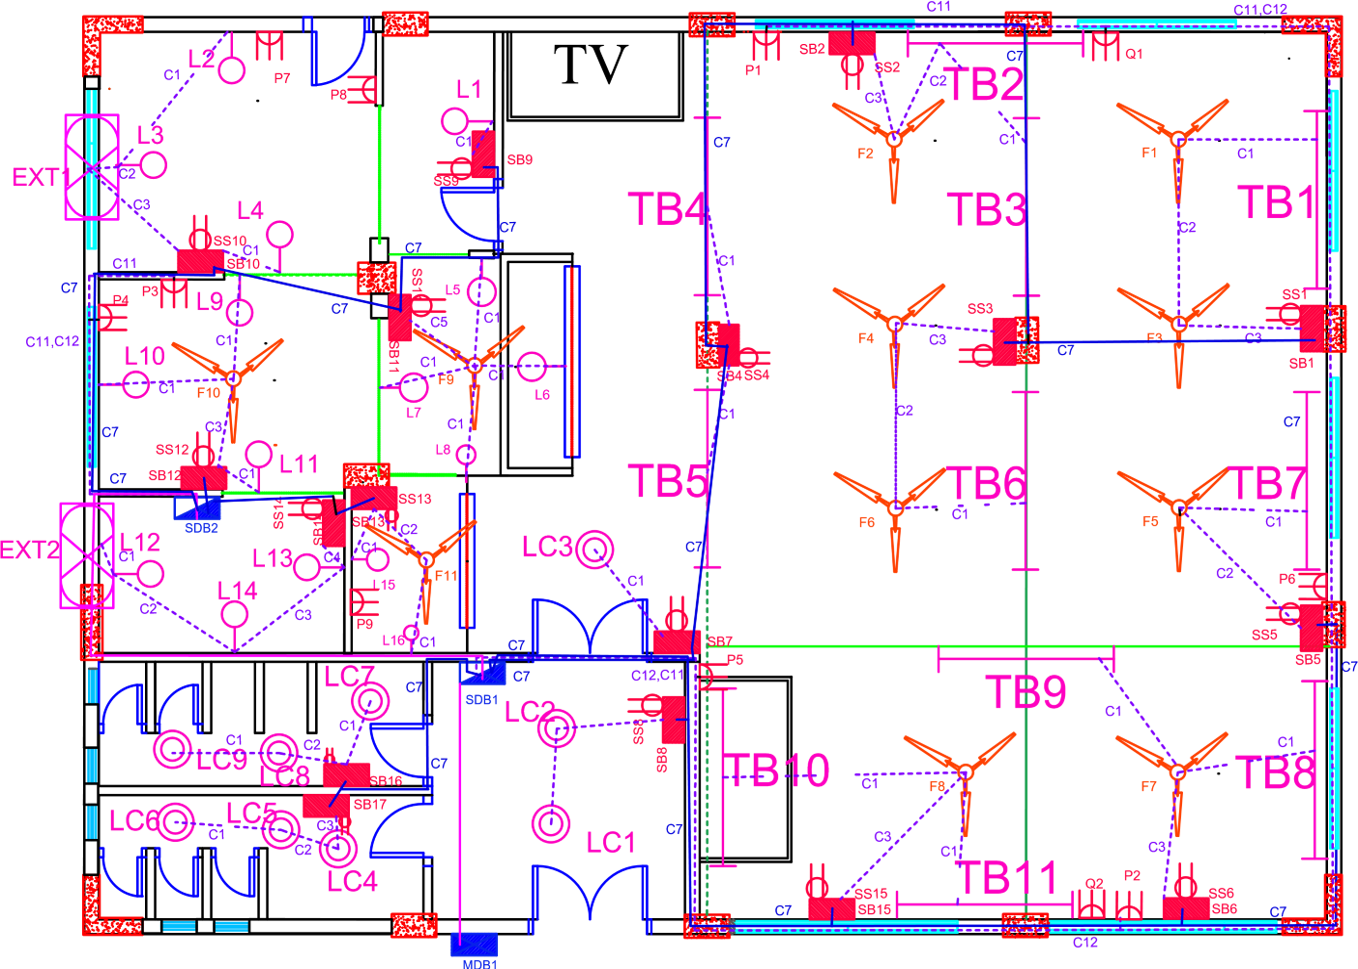 C11
C11,C12
L2
C1
P7
TV
SB2
P1
SS2
C7
Q1
P8
L1
C3
C2
TB2
L3
C1
SB9
F2
C1
F1
C1
EXT1
C2
SS9
C7
C3
L4
TB4
TB3
TB1
SS10
C1
C7
C7
C2
C11
SB10
C1
C7
P3
SS1
L5
P4
L9
C7
C5
C1
SS3
SS1
C11,C12
C1
SB11
F4
C3
F3
C3
C7
SB1
L10
C1
F9
C1
L6
SB4
SS4
C1
F10
L7
C2
C1
C7
C3
C1
C7
SS12
L8
SB12
L11
C1
TB5
TB6
TB7
C7
SS14
SS13
SB13
C1
C1
SDB2
F6
F5
C2
EXT2
L12
LC3
C7
C1
L13
C4
C1
F11
C1
C2
P6
C2
L14
C3
L15
P9
SS5
L16
C1
SB7
C7
P5
SB5
C7
C12,C11
LC7
SDB1
C7
TB9
C1
LC2
C1
SS8
C1
C2
LC9
LC8
SB8
TB10
C1
TB8
C7
SB16
F8
F7
SB17
LC6
LC5
C3
C1
C2
C7
LC1
C3
C1
C3
LC4
TB11
SS15
Q2
P2
SS6
C7
SB15
SB6
C7
C12
MDB1